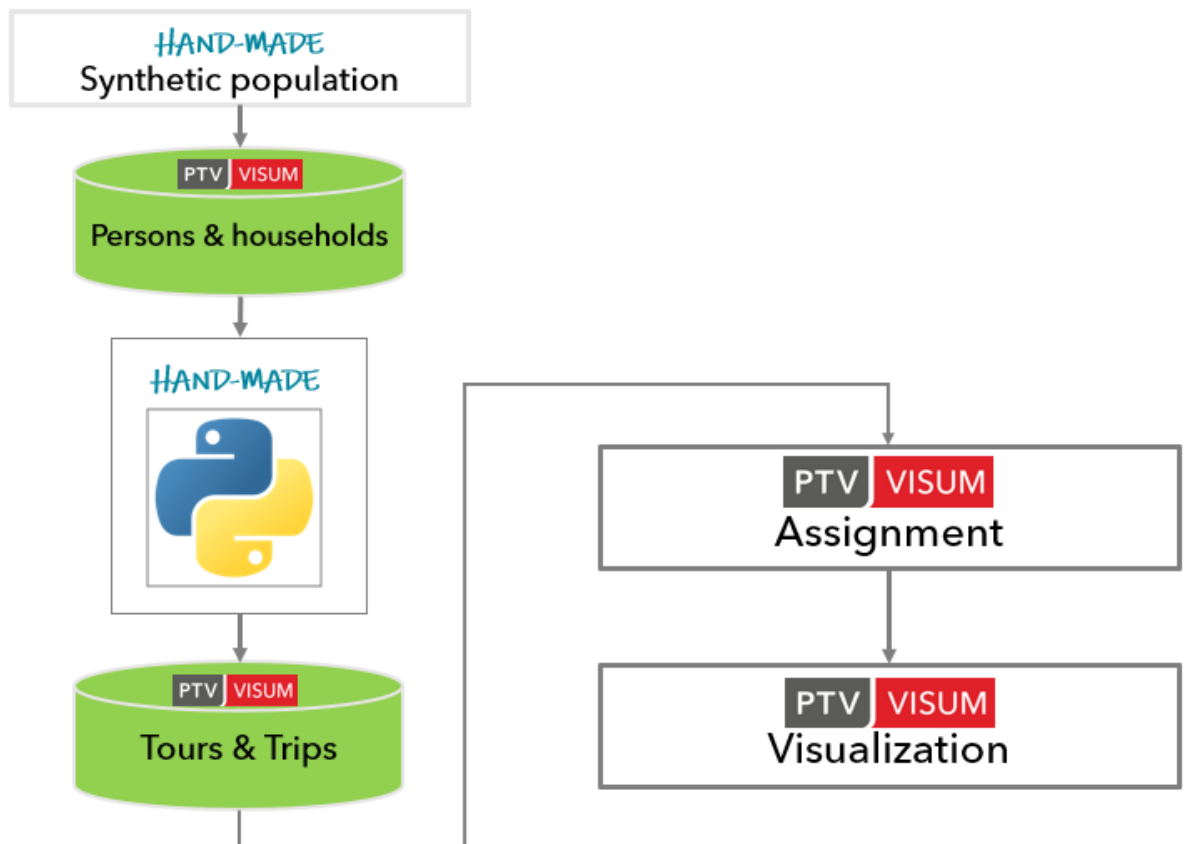 HAND-MADE
Synthetic population
PTV VISUM
Persons & households
HAND-MADE
PTV VISUM
Tours & Trips
PTV VISUM
Assignment
PTV VISUM
Visualization